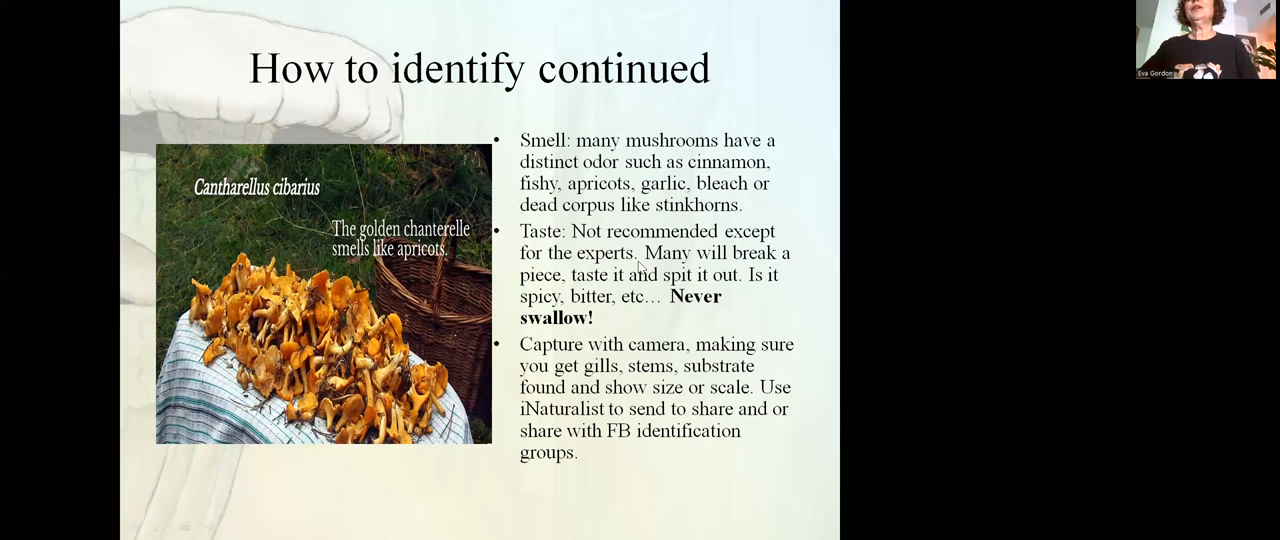 How to identify continued
Cantharellus cibarius
The golden chanterelle
smells like apricots.
• Smell: many mushrooms have a
distinct odor such as cinnamon,
fishy, apricots, garlic, bleach or
dead corpus like stinkhorns.
• Taste: Not recommended except
for the experts. Many will break a
piece, taste it and spit it out. Is it
spicy, bitter, etc… Never
swallow!
• Capture with camera, making sure
you get gills, stems, substrate
found and show size or scale. Use
iNaturalist to send to share and or
share with FB identification
groups.
Eva Gordon